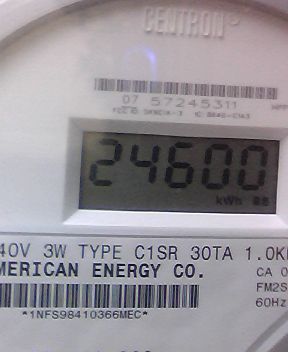 CENTRON
07 57245311
24600
kWh 88
40V 3W TYPE C1SR 30TA 1.0K
MERICAN ENERGY CO.
CA 0
FM2S
60Hz
*1NFS98410366MEC*